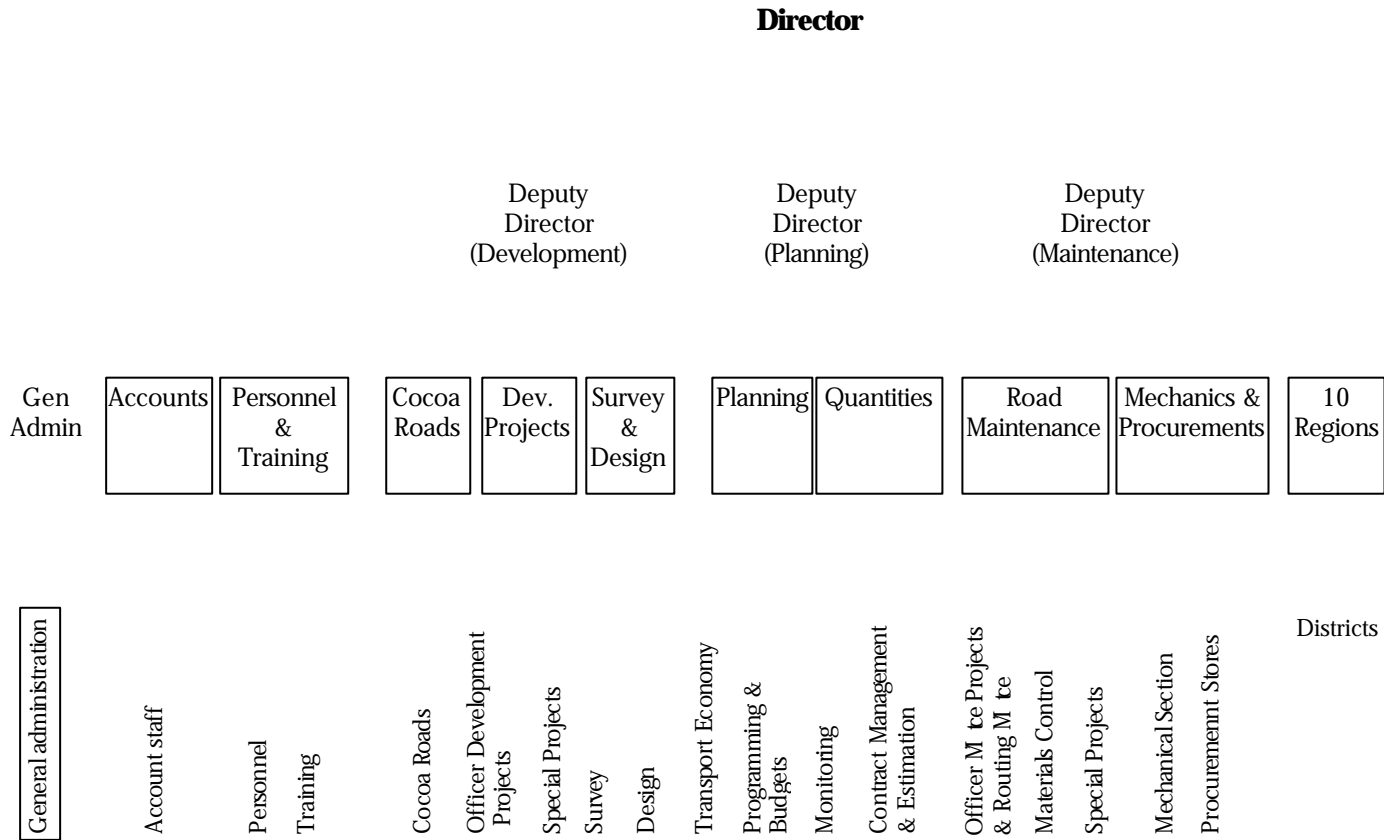 Director
Deputy
Director
(Development)
Deputy
Director
(Planning)
Deputy
Director
(Maintenance)
Gen
Admin
Accounts
Personnel
&
Training
Cocoa
Roads
Dev.
Projects
Survey
&
Design
Planning
Quantities
Road
Maintenance
Mechanics &
Procurements
10
Regions
General administration
Account staff
Personnel
Training
Cocoa Roads
Officer Development
Projects
Special Projects
Survey
Design
Transport Economy
Programming &
Budgets
Monitoring
Contract Management
& Estimation
Officer M tce Projects
& Routing M tce
Materials Control
Special Projects
Mechanical Section
Procuremennt Stores
Districts